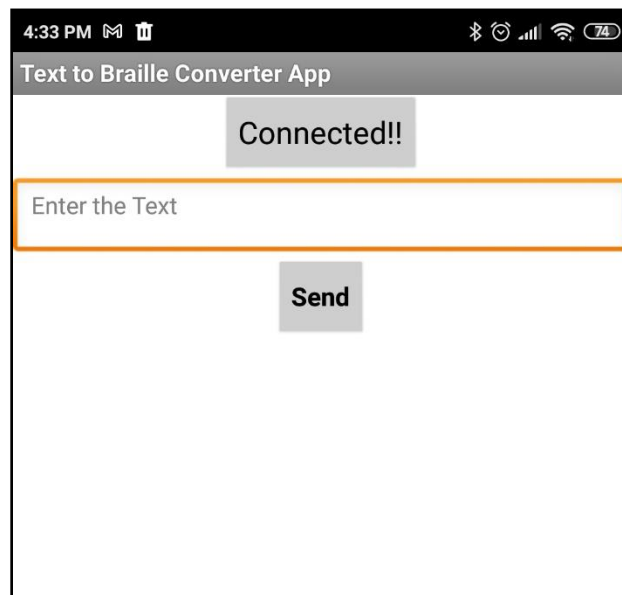 4:33 PM 74
Text to Braille Converter App
Connected!!
Enter the Text
Send